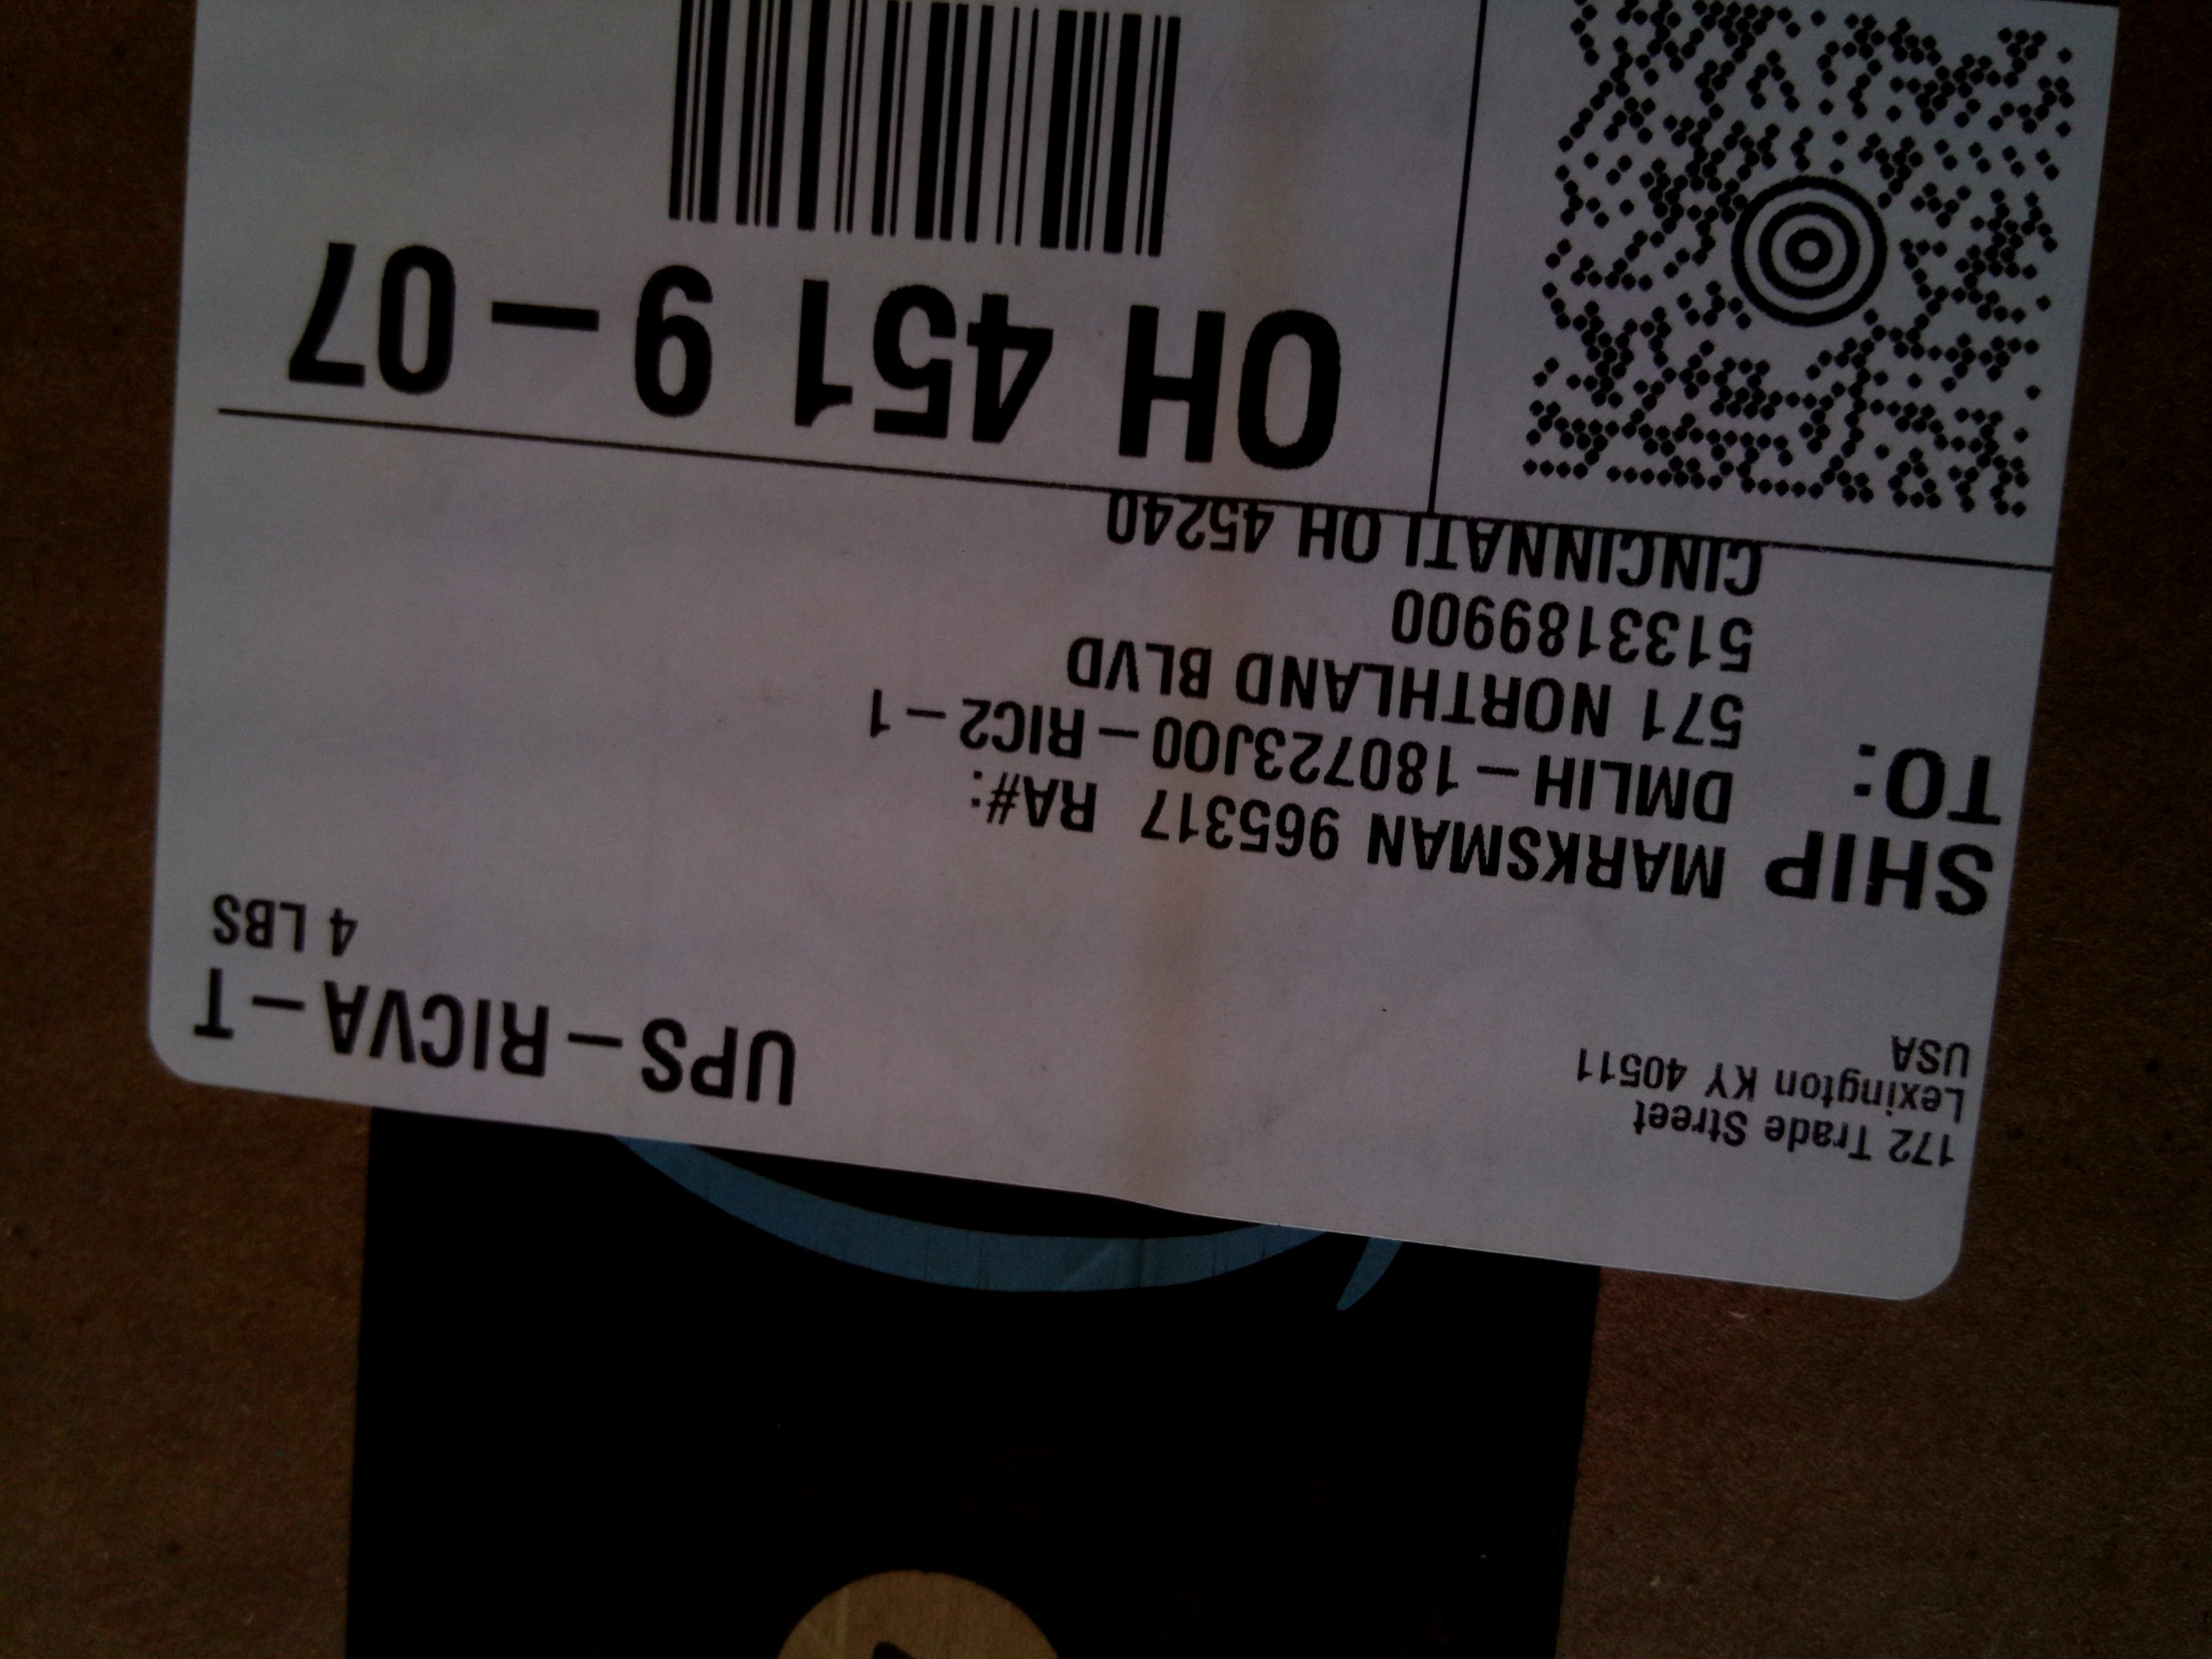 172 Trade Street
Lexington KY 40511
USA
UPS-RICVA-T
4 LBS
SHIP TO:
MARKSMAN 965317 RA#:
DMLIH-180723J00-RIC2-1
571 NORTHLAND BLVD
5133189900
CINCINNATI OH 45240
OH 451 9-07